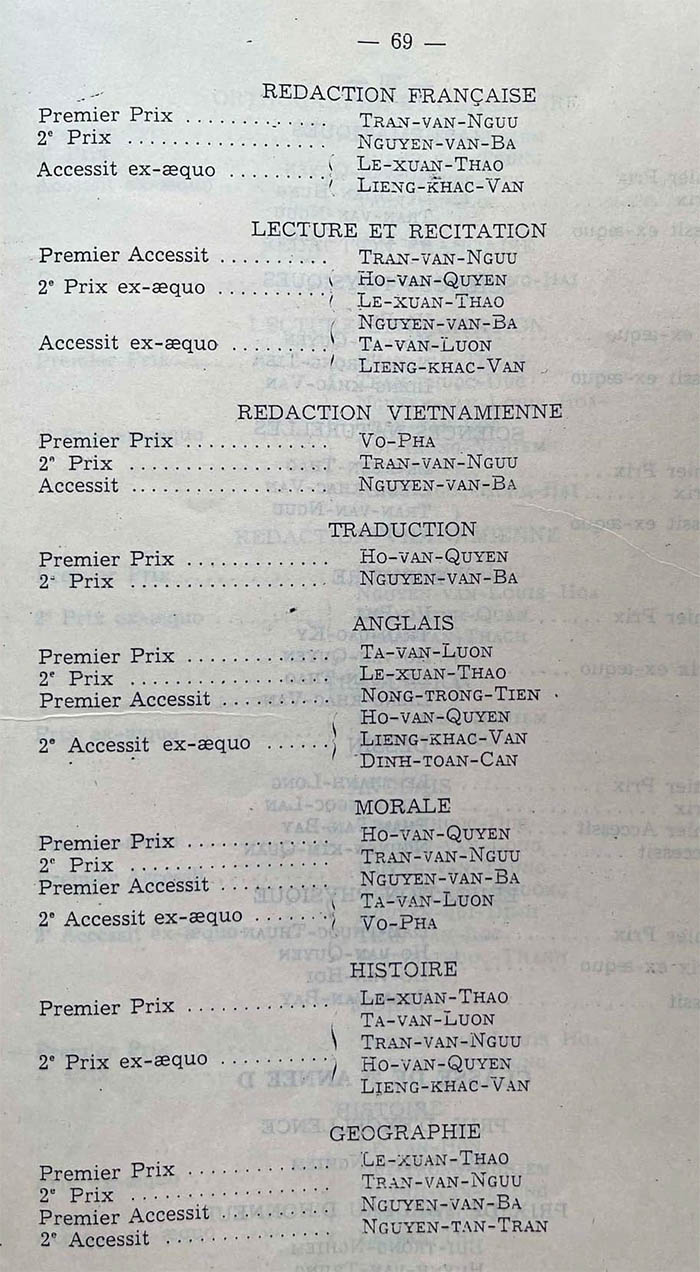 — 69 —
REDACTION FRANÇAISE
Premier Prix .......... TRAN-VAN-NGUU
2e Prix .......... NGUYEN-VAN-BA
Accessit ex-æquo .......... LE-XUAN-THAO
LIENG-KHAC-VAN
LECTURE ET RECITATION
Premier Accessit .......... TRAN-VAN-NGUU
2e Prix ex-æquo .......... HO-VAN-QUYEN
LE-XUAN-THAO
NGUYEN-VAN-BA
Accessit ex-æquo .......... TA-VAN-LUON
LIENG-KHAC-VAN
REDACTION VIETNAMIENNE
Premier Prix .......... VO-PHA
2e Prix .......... TRAN-VAN-NGUU
Accessit .......... NGUYEN-VAN-BA
TRADUCTION
Premier Prix .......... HO-VAN-QUYEN
2e Prix .......... NGUYEN-VAN-BA
ANGLAIS
Premier Prix .......... TA-VAN-LUON
2e Prix .......... LE-XUAN-THAO
Premier Accessit .......... NONG-TRONG-TIEN
HO-VAN-QUYEN
2e Accessit ex-æquo ...... LIENG-KHAC-VAN
DINH-TOAN-CAN
MORALE
Premier Prix .......... HO-VAN-QUYEN
2e Prix .......... TRAN-VAN-NGUU
Premier Accessit .......... NGUYEN-VAN-BA
2e Accessit ex-æquo ....... TA-VAN-LUON
VO-PHA
HISTOIRE
Premier Prix .......... LE-XUAN-THAO
TA-VAN-LUON
TRAN-VAN-NGUU
2e Prix ex-æquo .......... HO-VAN-QUYEN
LIENG-KHAC-VAN
GEOGRAPHIE
Premier Prix .......... LE-XUAN-THAO
2e Prix .......... TRAN-VAN-NGUU
Premier Accessit .......... NGUYEN-VAN-BA
2e Accessit .......... NGUYEN-TAN-TRAN